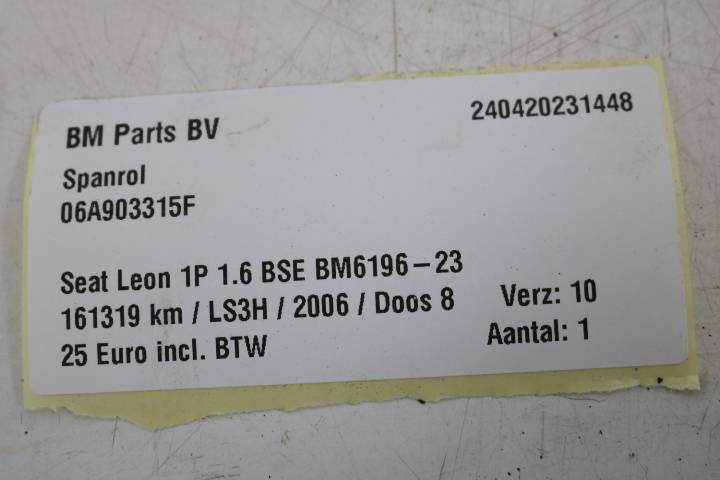 BM Parts BV
240420231448
Spanrol
06A903315F
Seat Leon 1P 1.6 BSE BM6196-23
161319 km / LS3H / 2006 / Doos 8
Verz: 10
25 Euro incl. BTW
Aantal: 1